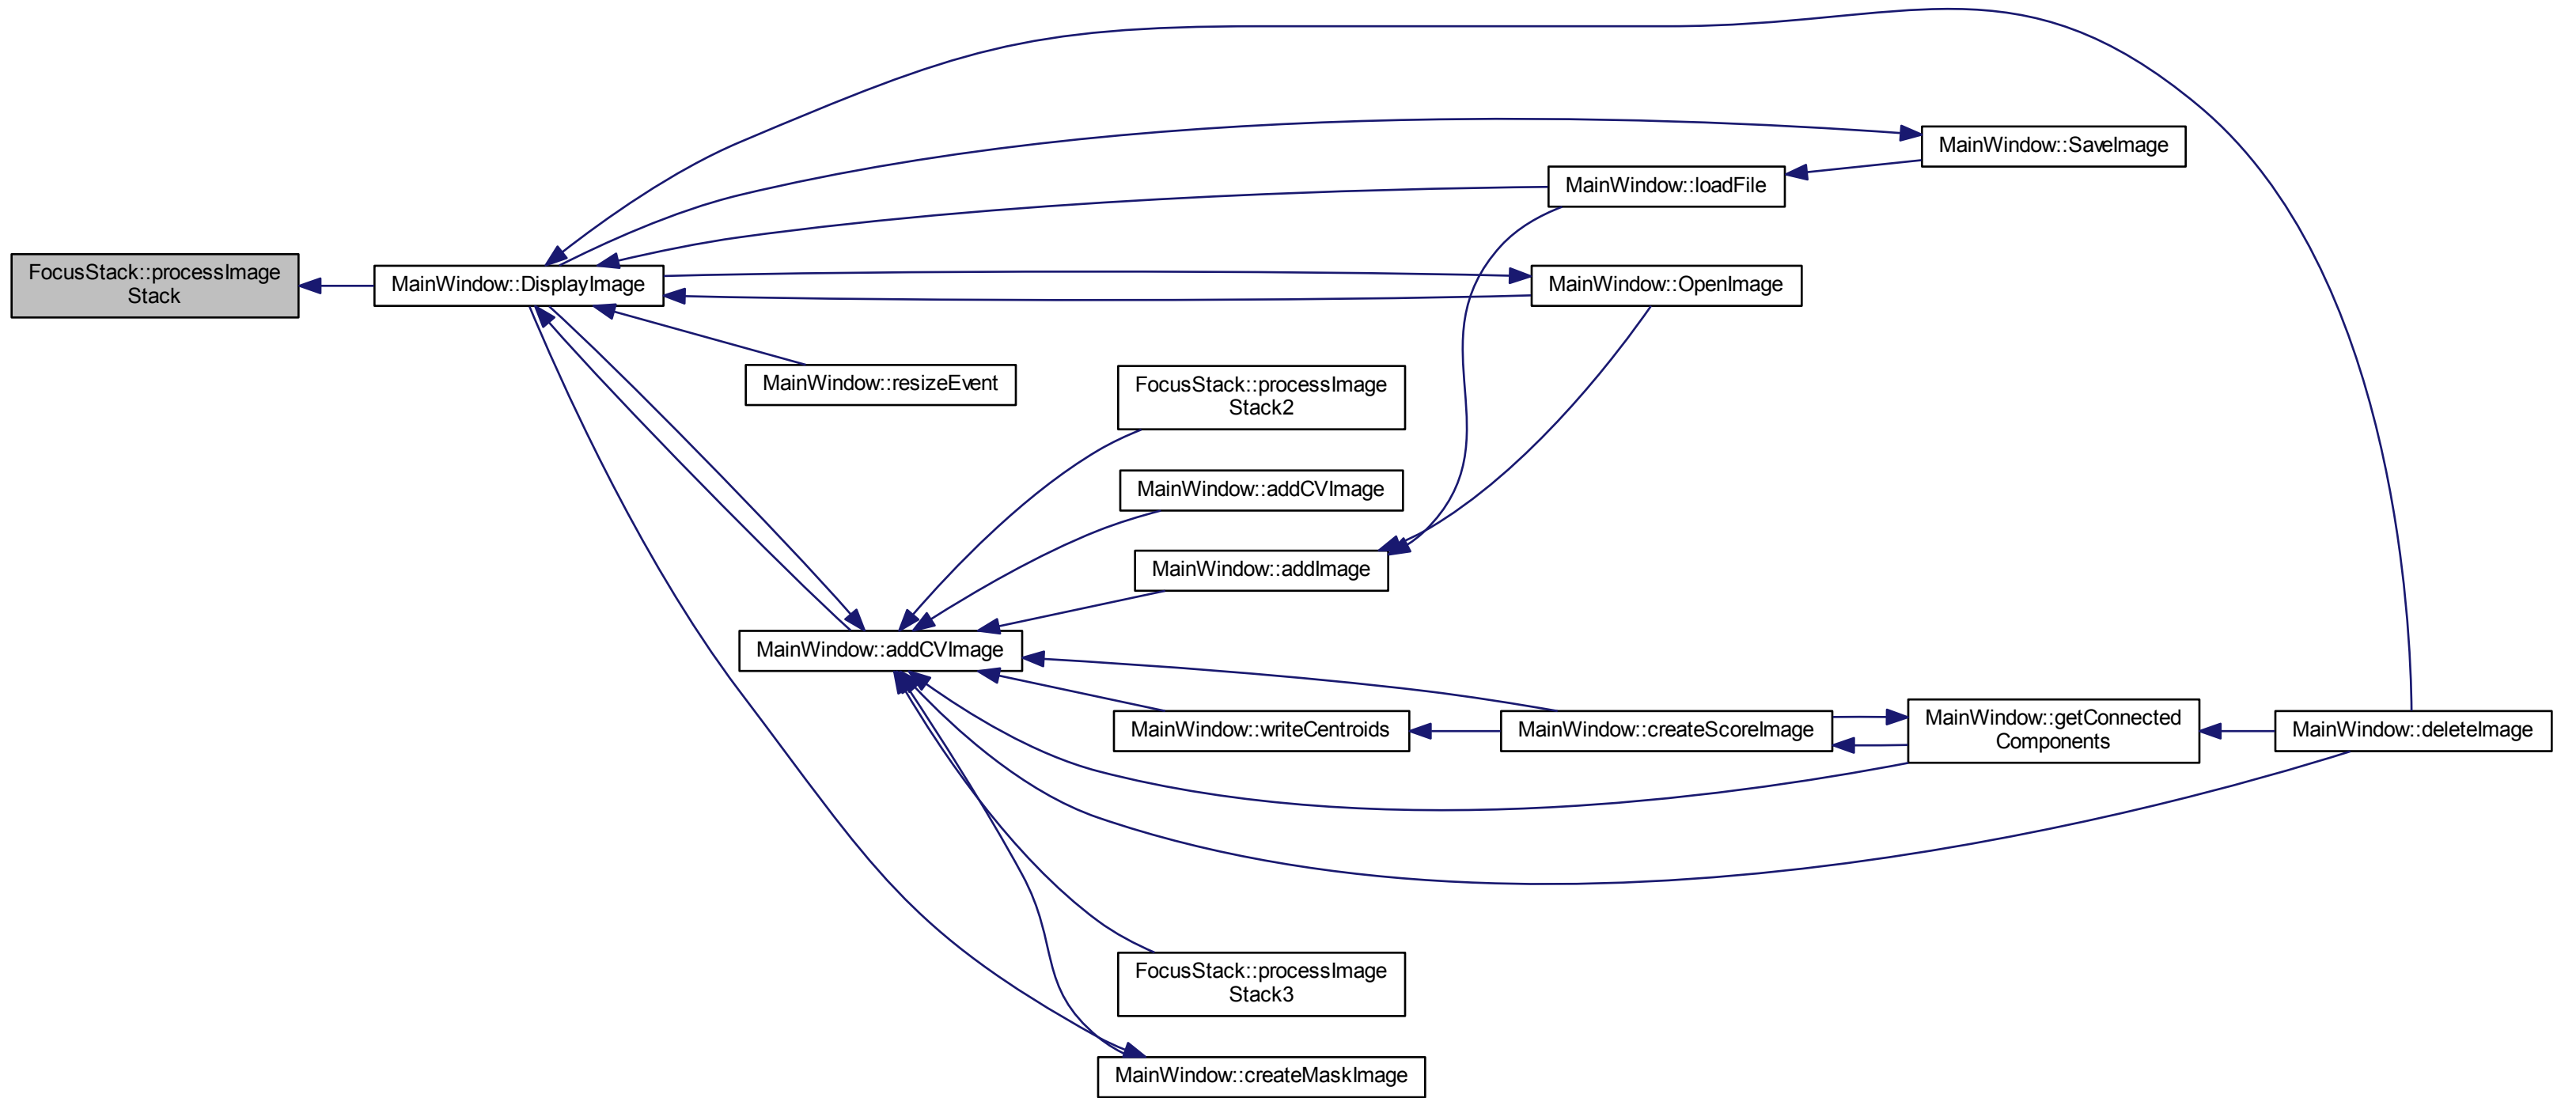 MainWindow::SaveImage
MainWindow::loadFile
FocusStack::processImage
Stack
MainWindow::DisplayImage
MainWindow::OpenImage
MainWindow::resizeEvent
FocusStack::processImage
Stack2
MainWindow::addCVImage
MainWindow::addImage
MainWindow::addCVImage
MainWindow::writeCentroids
MainWindow::createScoreImage
MainWindow::getConnected
Components
MainWindow::deleteImage
FocusStack::processImage
Stack3
MainWindow::createMaskImage